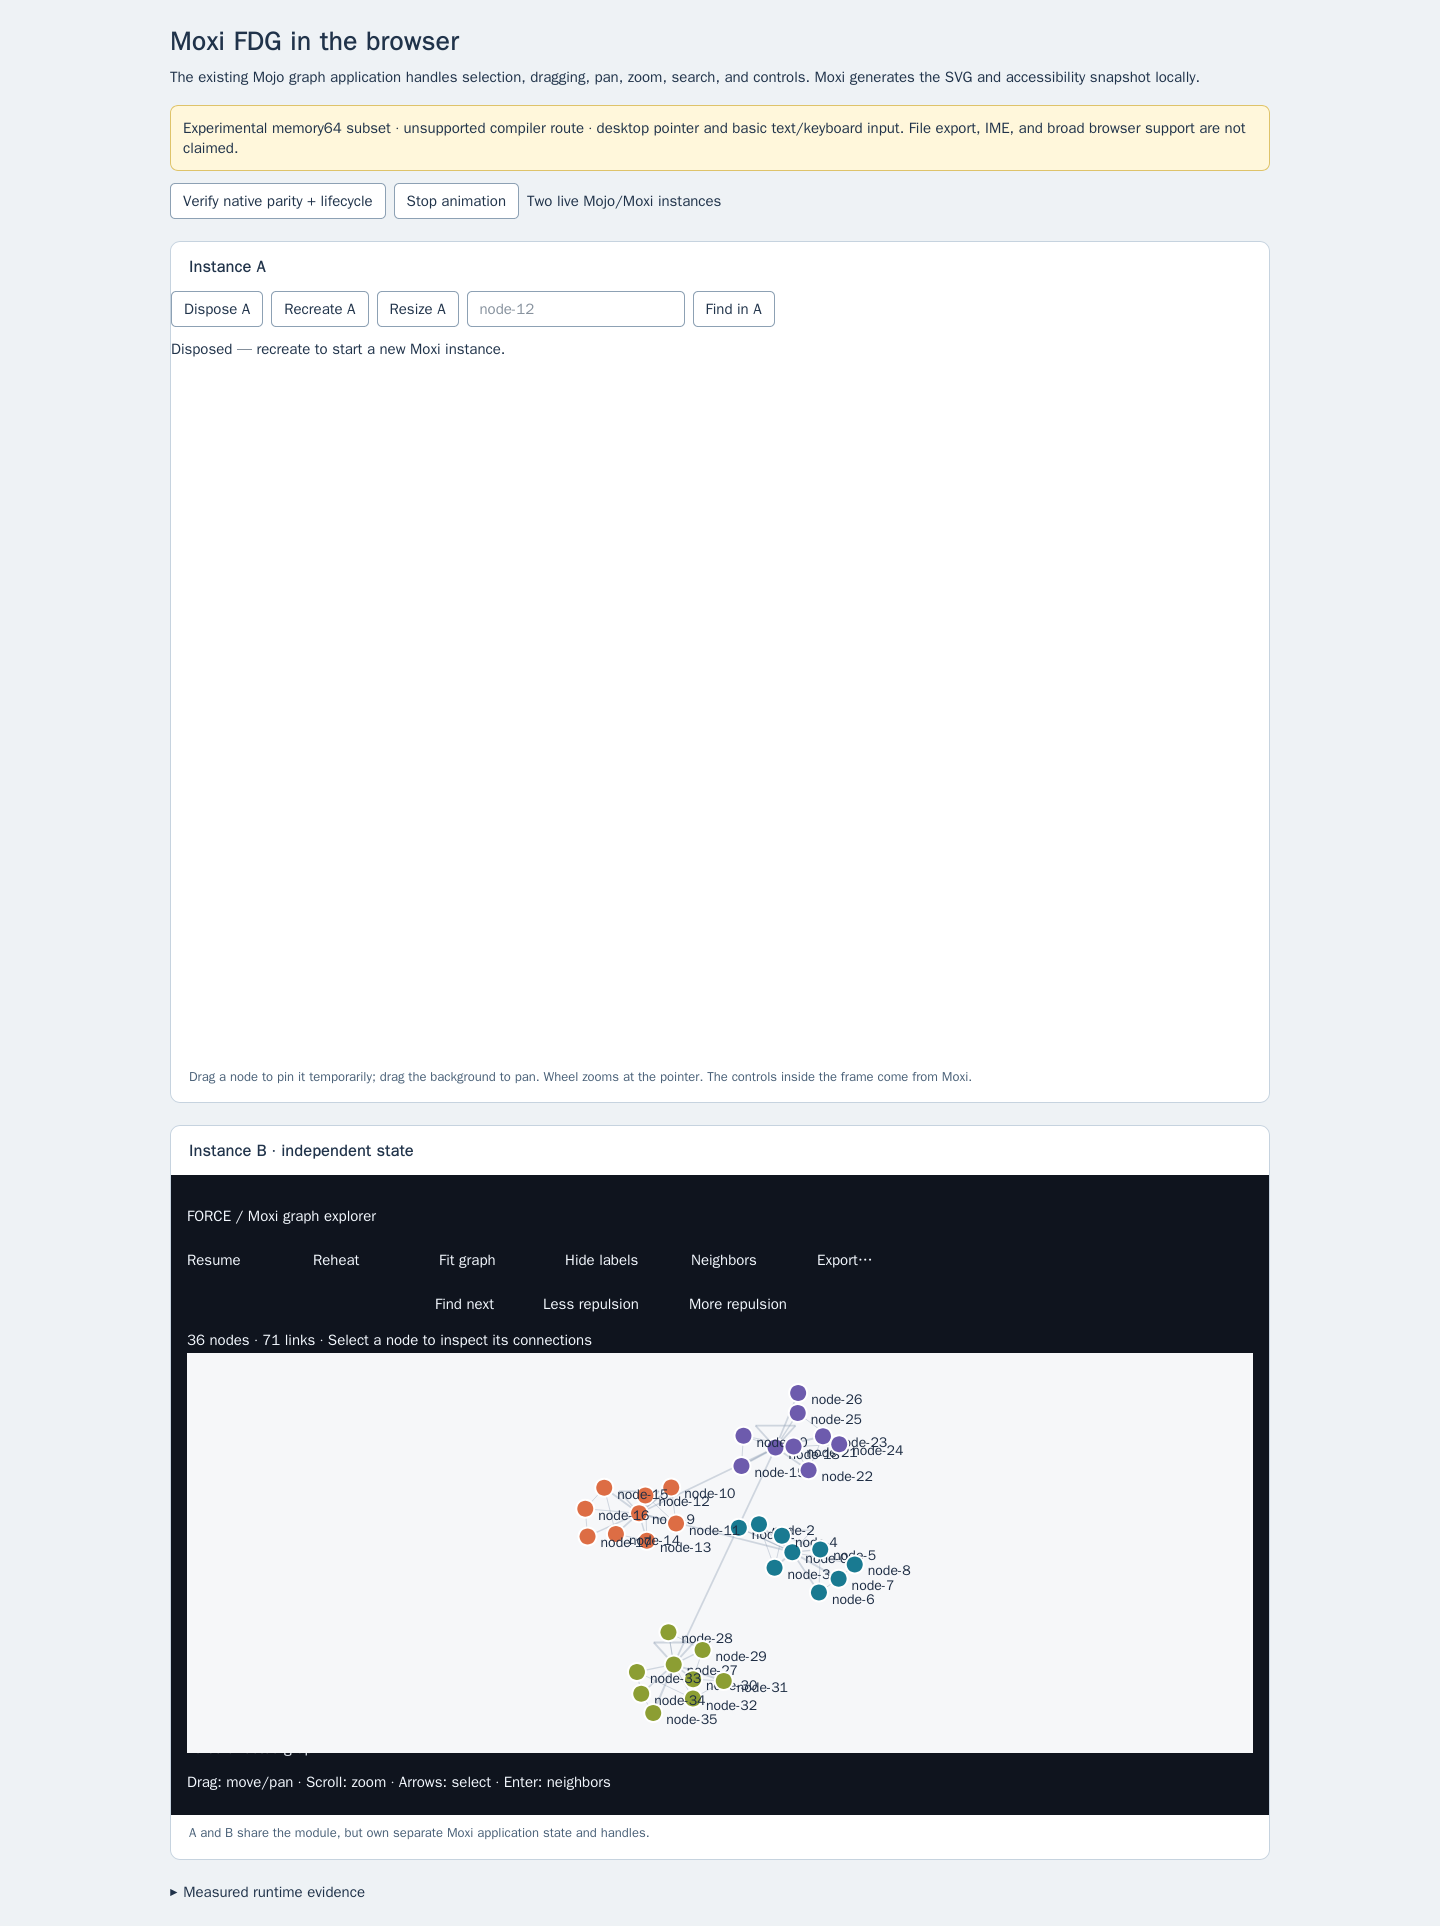 Moxi FDG in the browser
The existing Mojo graph application handles selection, dragging, pan, zoom, search, and controls. Moxi generates the SVG and accessibility snapshot locally.
Experimental memory64 subset · unsupported compiler route · desktop pointer and basic text/keyboard input. File export, IME, and broad browser support are not
claimed.
Verify native parity + lifecycle Stop animation Two live Mojo/Moxi instances
Instance A
Dispose A Recreate A Resize A node-12 Find in A
Disposed — recreate to start a new Moxi instance.
Drag a node to pin it temporarily; drag the background to pan. Wheel zooms at the pointer. The controls inside the frame come from Moxi.
Instance B · independent state
FORCE / Moxi graph explorer
Resume Reheat Fit graph Hide labels Neighbors Export···
Find next Less repulsion More repulsion
36 nodes · 71 links · Select a node to inspect its connections
node-26
node-25
node-24
node-22
node-10
node-12
node-15
node-16
node-11
node-14
node-13
node-8
node-7
node-6
node-28
node-29
node-27
node-33
node-31
node-34
node-32
node-35
Drag: move/pan · Scroll: zoom · Arrows: select · Enter: neighbors
A and B share the module, but own separate Moxi application state and handles.
▸ Measured runtime evidence